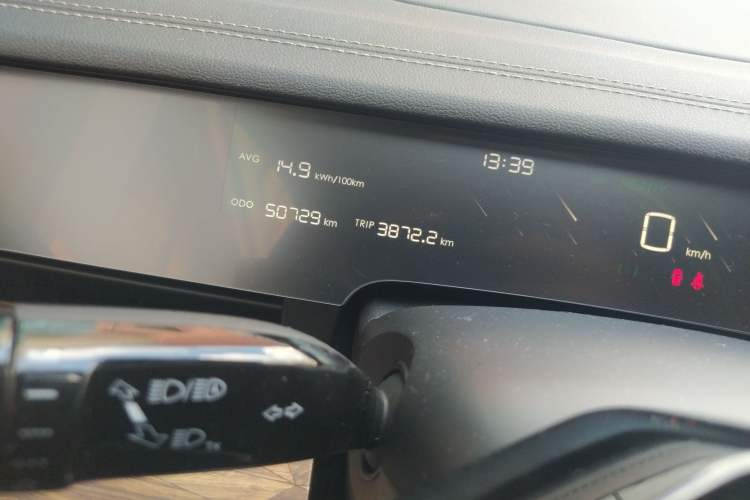 AVG 14.9 kWh/100km
13:39
ODO 50729 km
TRIP 3872.2 km
0 km/h